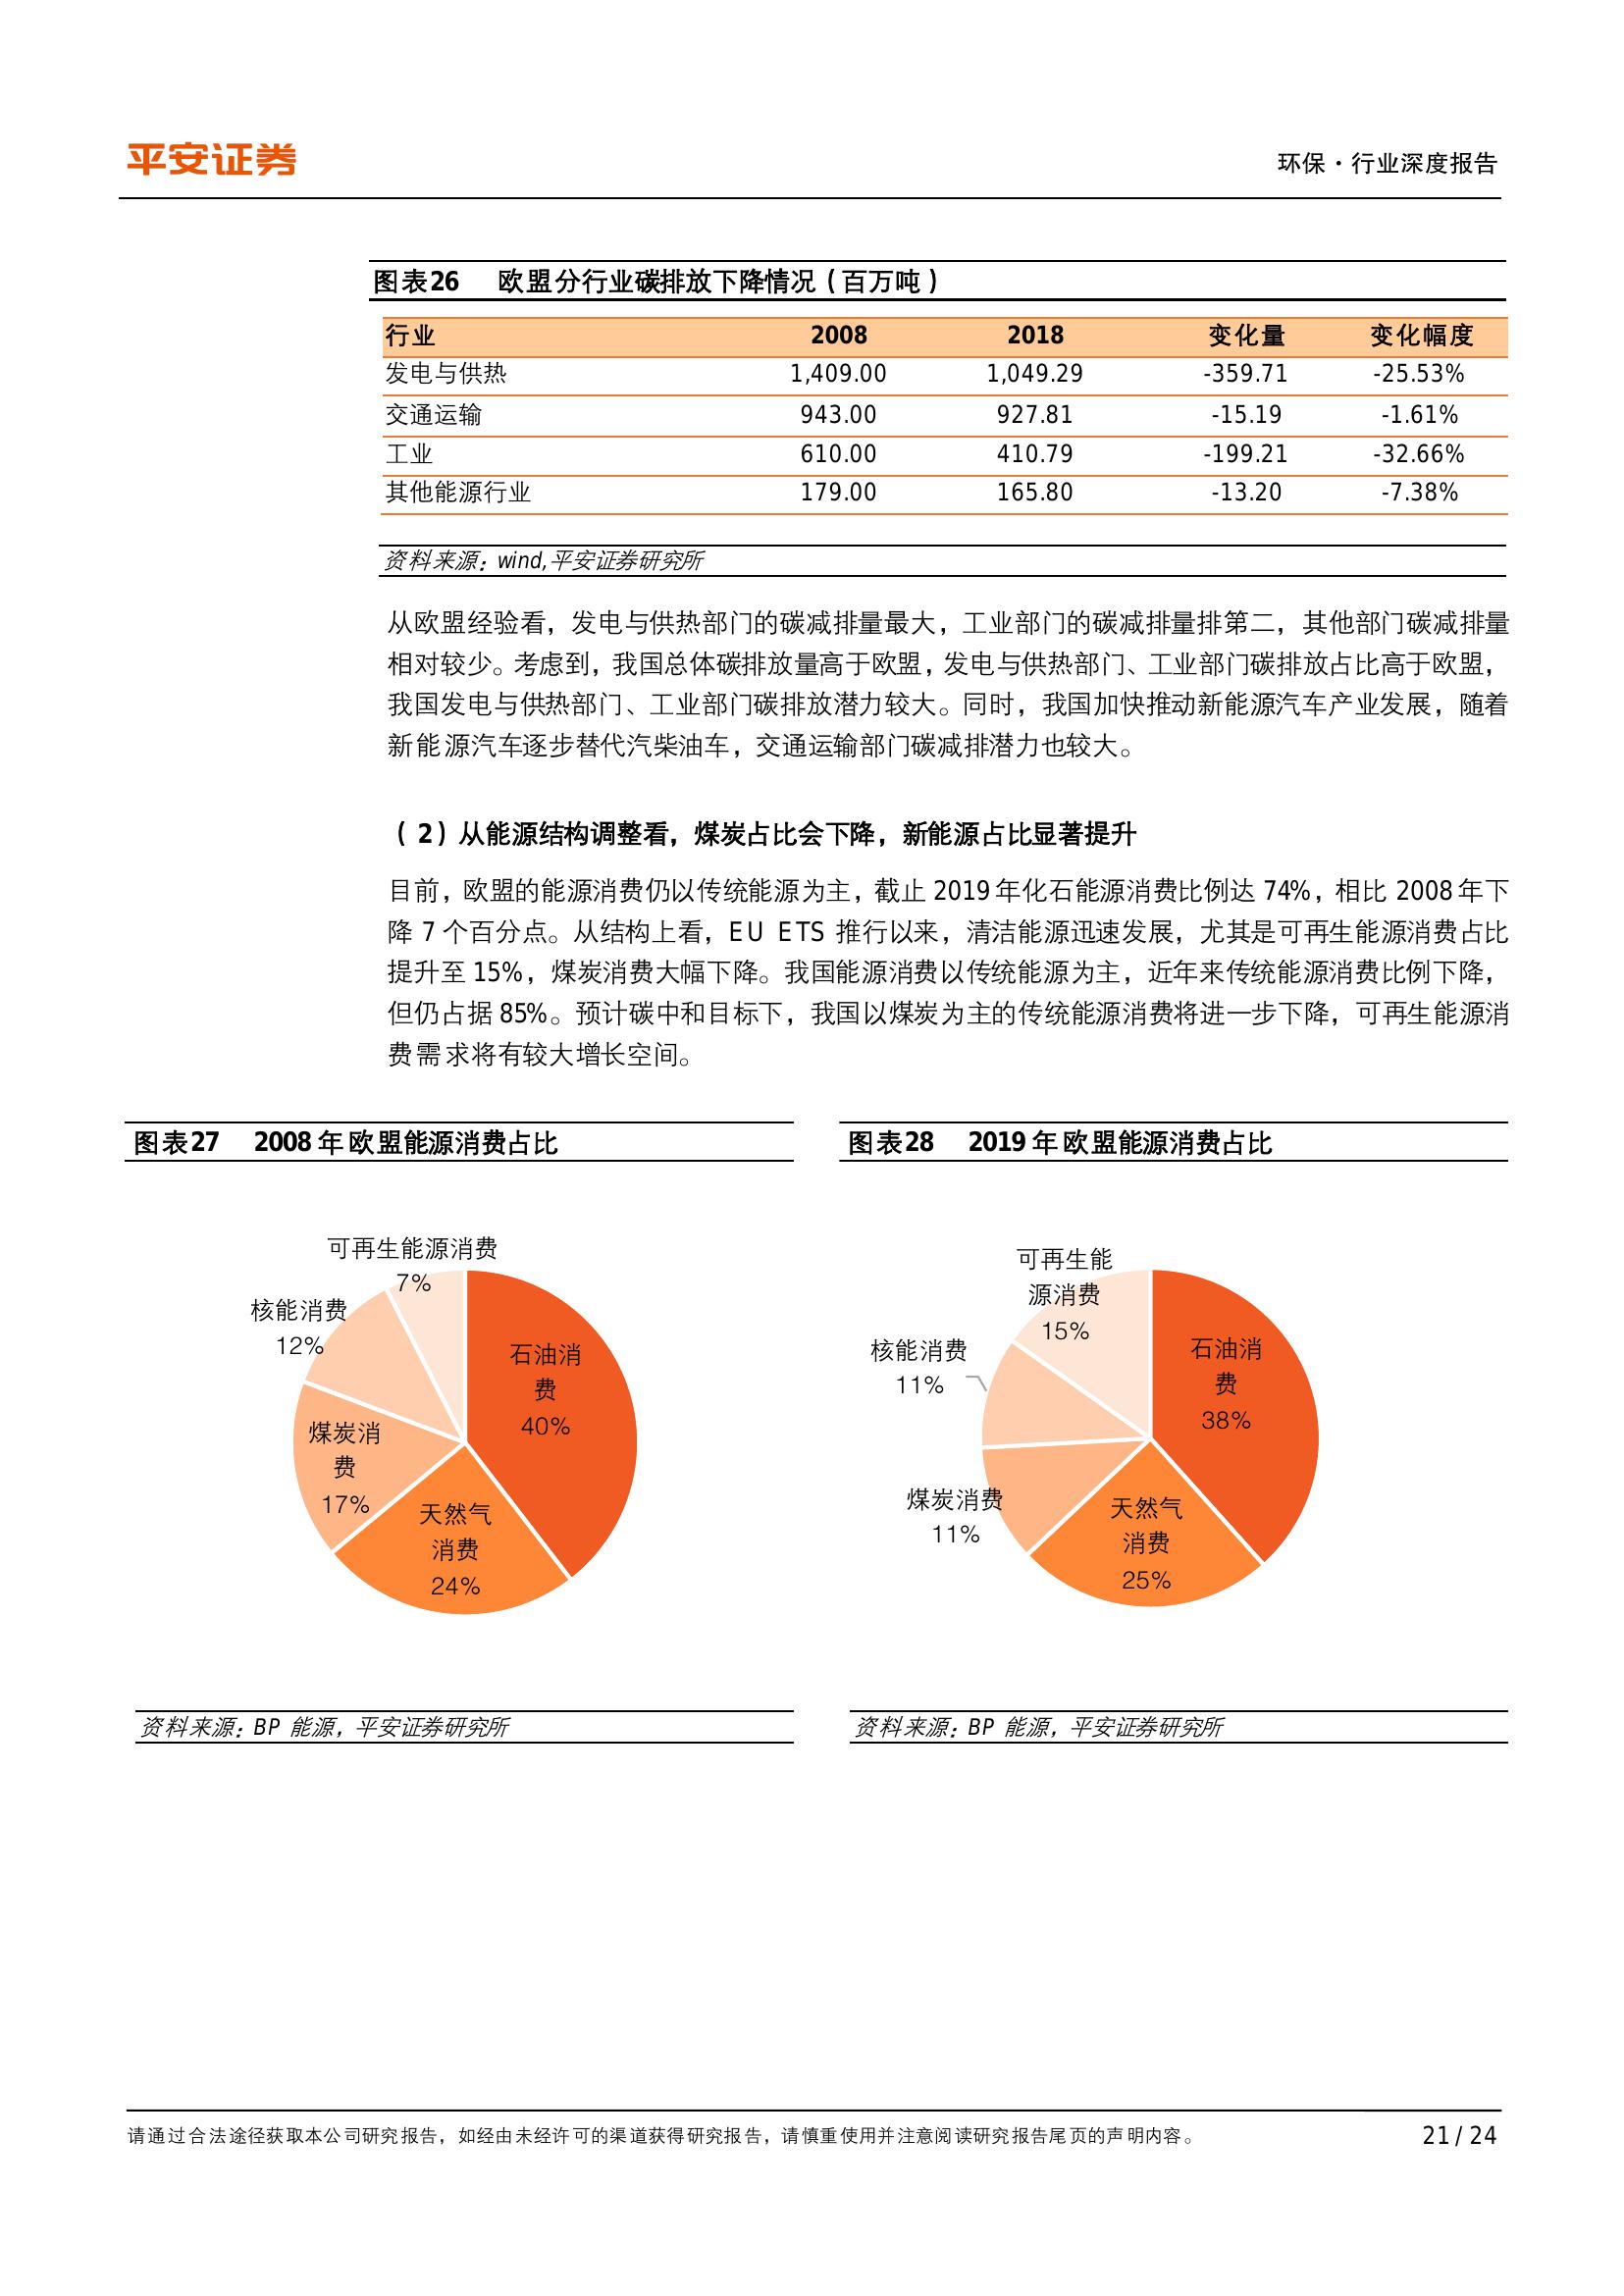 平安证券
环保·行业深度报告
图表26 欧盟分行业碳排放下降情况（百万吨）
行业 2008 2018 变化量 变化幅度
发电与供热 1,409.00 1,049.29 -359.71 -25.53%
交通运输 943.00 927.81 -15.19 -1.61%
工业 610.00 410.79 -199.21 -32.66%
其他能源行业 179.00 165.80 -13.20 -7.38%
资料来源：wind,平安证券研究所
从欧盟经验看，发电与供热部门的碳减排量最大，工业部门的碳减排量排第二，其他部门碳减排量
相对较少。考虑到，我国总体碳排放量高于欧盟，发电与供热部门、工业部门碳排放占比高于欧盟，
我国发电与供热部门、工业部门碳排放潜力较大。同时，我国加快推动新能源汽车产业发展，随着
新能源汽车逐步替代汽柴油车，交通运输部门碳减排潜力也较大。
（2）从能源结构调整看，煤炭占比会下降，新能源占比显著提升
目前，欧盟的能源消费仍以传统能源为主，截止 2019 年化石能源消费比例达 74%，相比 2008 年下
降 7 个百分点。从结构上看，EU ETS 推行以来，清洁能源迅速发展，尤其是可再生能源消费占比
提升至 15%，煤炭消费大幅下降。我国能源消费以传统能源为主，近年来传统能源消费比例下降，
但仍占据 85%。预计碳中和目标下，我国以煤炭为主的传统能源消费将进一步下降，可再生能源消
费需求将有较大增长空间。
图表27 2008 年欧盟能源消费占比
可再生能源消费
7%
核能消费
12%
石油消
费
40%
煤炭消
费
17%
天然气
消费
24%
资料来源：BP 能源，平安证券研究所
图表28 2019 年欧盟能源消费占比
可再生能
源消费
15%
核能消费
11%
石油消
费
38%
煤炭消费
11%
天然气
消费
25%
资料来源：BP 能源，平安证券研究所
请通过合法途径获取本公司研究报告，如经由未经许可的渠道获得研究报告，请慎重使用并注意阅读研究报告尾页的声明内容。
21 / 24